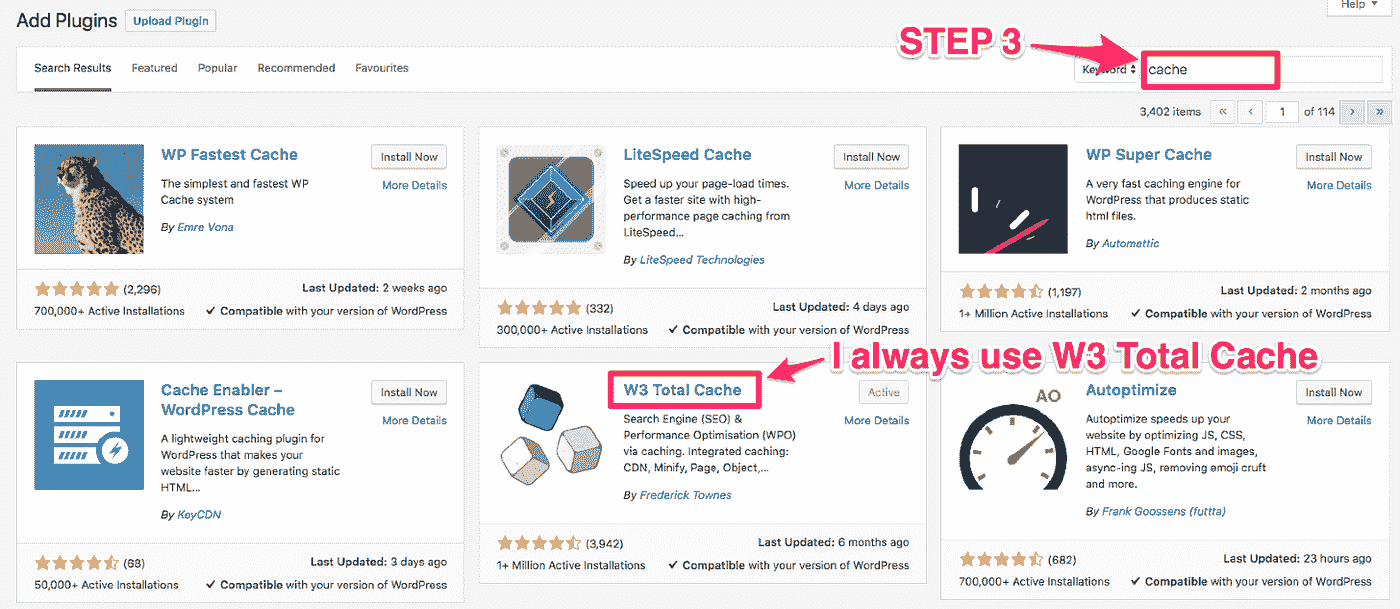 Help ▼
Add Plugins Upload Plugin
STEP 3
Search Results Featured Popular Recommended Favourites
Keyword cache
3,402 items « ‹ 1 of 114 › »
WP Fastest Cache
Install Now
More Details
The simplest and fastest WP
Cache system
By Emre Vona
(2,296)
Last Updated: 2 weeks ago
700,000+ Active Installations
✓ Compatible with your version of WordPress
LiteSpeed Cache
Install Now
More Details
Speed up your page-load times.
Get a faster site with high-
performance page caching from
LiteSpeed...
By LiteSpeed Technologies
(332)
Last Updated: 4 days ago
300,000+ Active Installations
✓ Compatible with your version of WordPress
WP Super Cache
Install Now
More Details
A very fast caching engine for
WordPress that produces static
html files.
By Automattic
(1,197)
Last Updated: 2 months ago
1+ Million Active Installations
✓ Compatible with your version of WordPress
I always use W3 Total Cache
Cache Enabler –
WordPress Cache
Install Now
More Details
A lightweight caching plugin for
WordPress that makes your
website faster by generating static
HTML...
By KeyCDN
(68)
Last Updated: 3 days ago
50,000+ Active Installations
✓ Compatible with your version of WordPress
W3 Total Cache
Active
More Details
Search Engine (SEO) &
Performance Optimisation (WPO)
via caching. Integrated caching:
CDN, Minify, Page, Object,...
By Frederick Townes
(3,942)
Last Updated: 6 months ago
1+ Million Active Installations
✓ Compatible with your version of WordPress
AO
Autoptimize
Install Now
More Details
Autoptimize speeds up your
website by optimizing JS, CSS,
HTML, Google Fonts and images,
async-ing JS, removing emoji cruft
and more.
By Frank Goossens (futtta)
(682)
Last Updated: 23 hours ago
700,000+ Active Installations
✓ Compatible with your version of WordPress